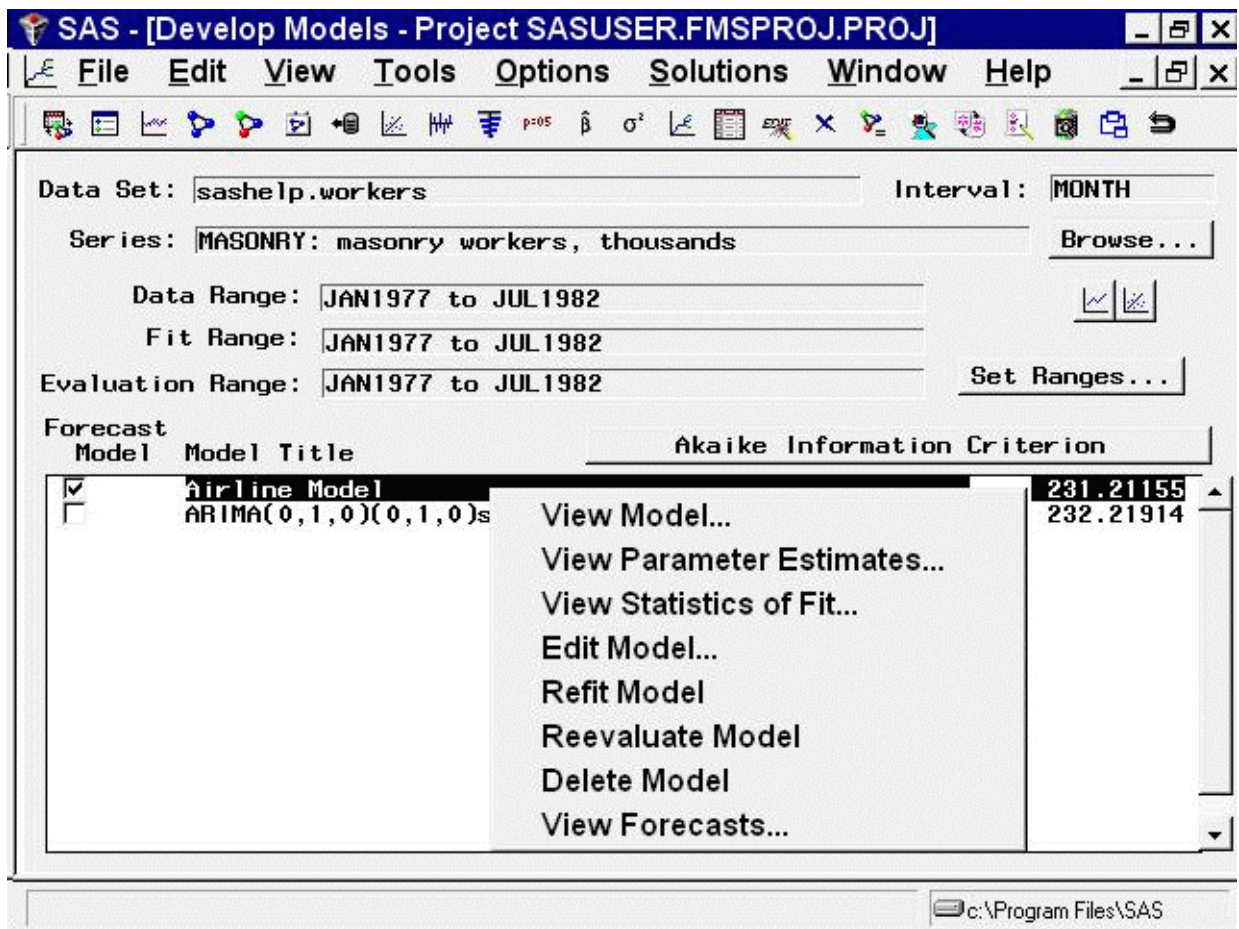 SAS - [Develop Models - Project SASUSER.FMSPROJ.PROJ]
File Edit View Tools Options Solutions Window Help
p=05 β̂ σ²
Data Set: sashelp.workers Interval: MONTH
Series: MASONRY: masonry workers, thousands Browse...
Data Range: JAN1977 to JUL1982
Fit Range: JAN1977 to JUL1982
Evaluation Range: JAN1977 to JUL1982 Set Ranges...
Forecast
Model Model Title Akaike Information Criterion
Airline Model 231.21155
ARIMA(0,1,0)(0,1,0)s 232.21914
View Model...
View Parameter Estimates...
View Statistics of Fit...
Edit Model...
Refit Model
Reevaluate Model
Delete Model
View Forecasts...
c:\Program Files\SAS